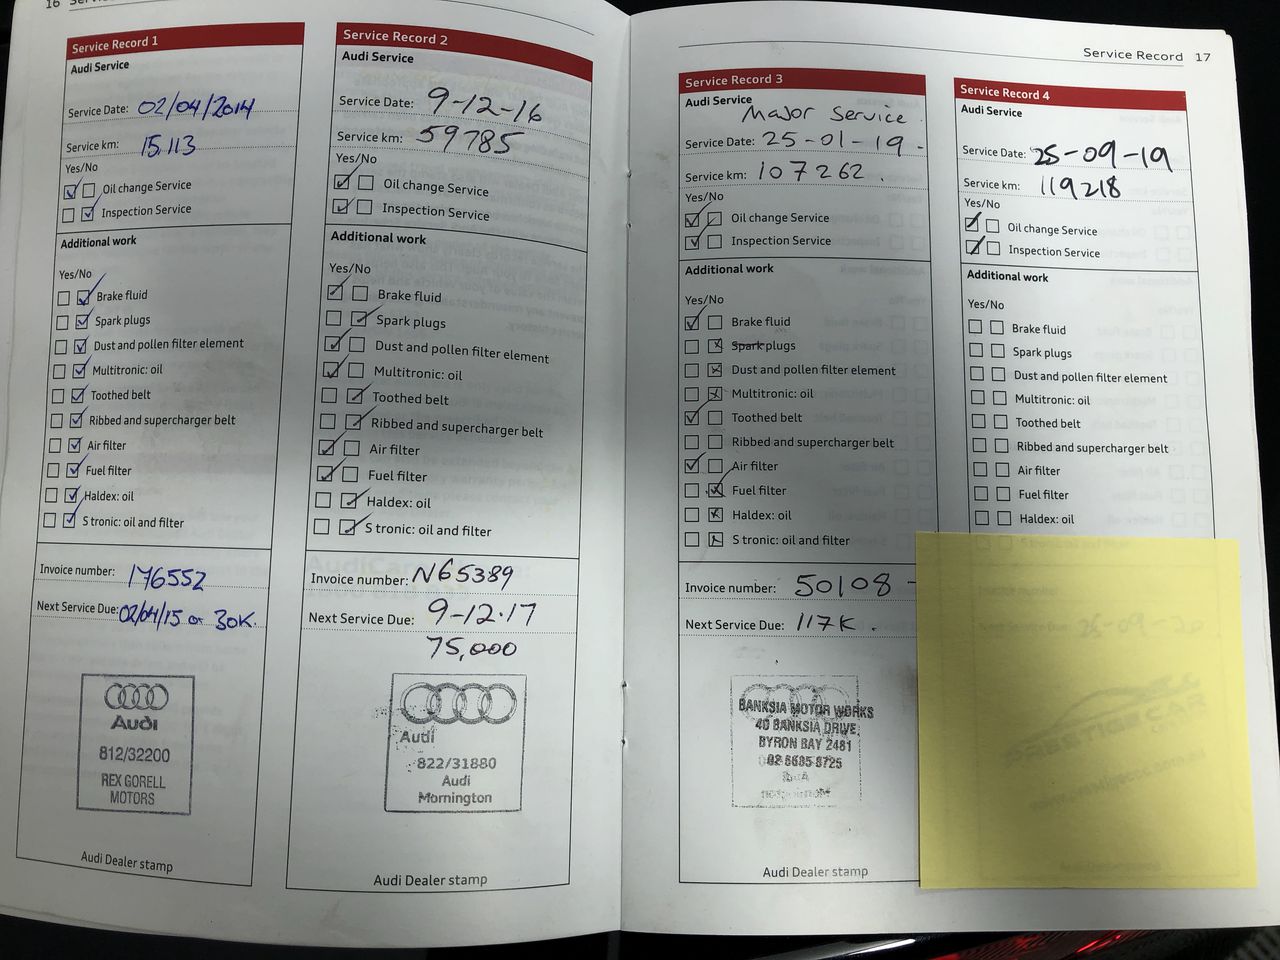 16
Service Record 1
Audi Service
Service Date: 02/04/2014
Service km: 15.113
Yes/No
Oil change Service
Inspection Service
Additional work
Yes/No
Brake fluid
Spark plugs
Dust and pollen filter element
Multitronic: oil
Toothed belt
Ribbed and supercharger belt
Air filter
Fuel filter
Haldex: oil
S tronic: oil and filter
Invoice number: 176552
Next Service Due: 02/04/15 or 30K.
Audi
812/32200
REX GORELL
MOTORS
Audi Dealer stamp
Service Record 2
Audi Service
Service Date: 9-12-16
Service km: 59785
Yes/No
Oil change Service
Inspection Service
Additional work
Yes/No
Brake fluid
Spark plugs
Dust and pollen filter element
Multitronic: oil
Toothed belt
Ribbed and supercharger belt
Air filter
Fuel filter
Haldex: oil
S tronic: oil and filter
Invoice number: N65389
Next Service Due: 9-12.17
75,000
Audi
822/31880
Audi
Mornington
Audi Dealer stamp
Service Record 17
Service Record 3
Audi Service
Major Service.
Service Date: 25-01-19-
Service km: 107262.
Yes/No
Oil change Service
Inspection Service
Additional work
Yes/No
Brake fluid
Spark plugs
Dust and pollen filter element
Multitronic: oil
Toothed belt
Ribbed and supercharger belt
Air filter
Fuel filter
Haldex: oil
S tronic: oil and filter
Invoice number: 50108-
Next Service Due: 117K.
BANKSIA MOTOR WORKS
40 BANKSIA DRIVE
BYRON BAY 2481
Audi Dealer stamp
Service Record 4
Audi Service
Service Date: 25-09-19
Service km: 119218
Yes/No
Oil change Service
Inspection Service
Additional work
Yes/No
Brake fluid
Spark plugs
Dust and pollen filter element
Multitronic: oil
Toothed belt
Ribbed and supercharger belt
Air filter
Fuel filter
Haldex: oil